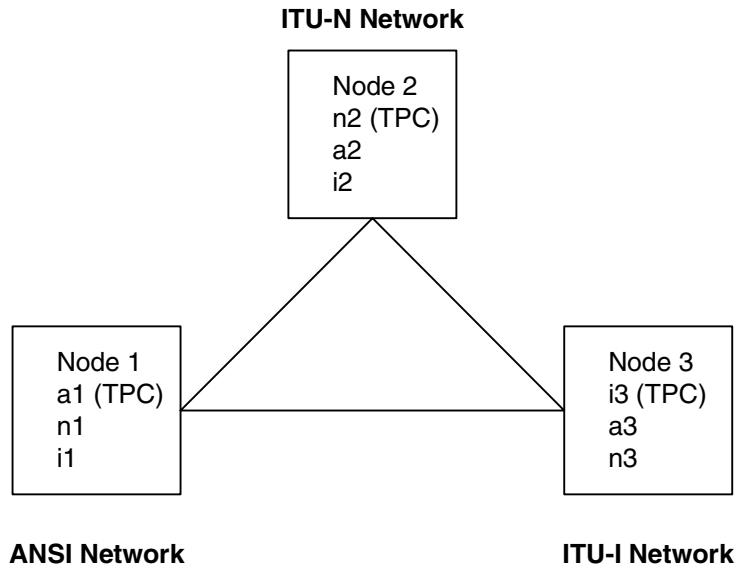 ITU-N Network
Node 2
n2 (TPC)
a2
i2
Node 1
a1 (TPC)
n1
i1
Node 3
i3 (TPC)
a3
n3
ANSI Network
ITU-I Network